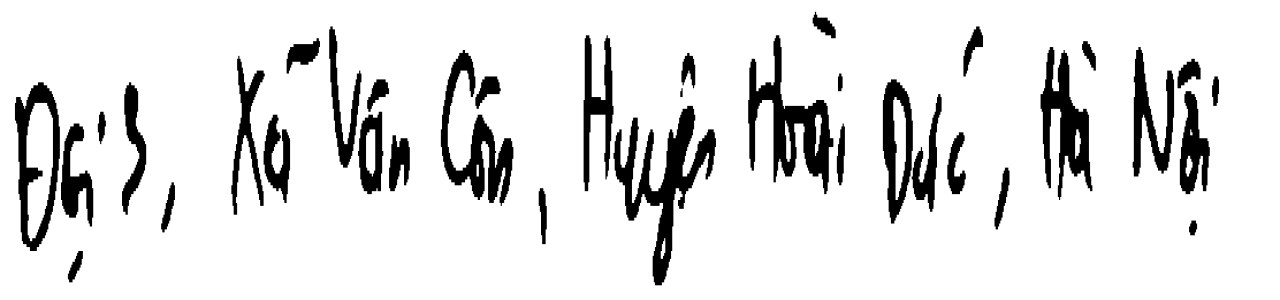 Đội 3, Xã Vân Côn, Huyện Hoài Đức, Hà Nội